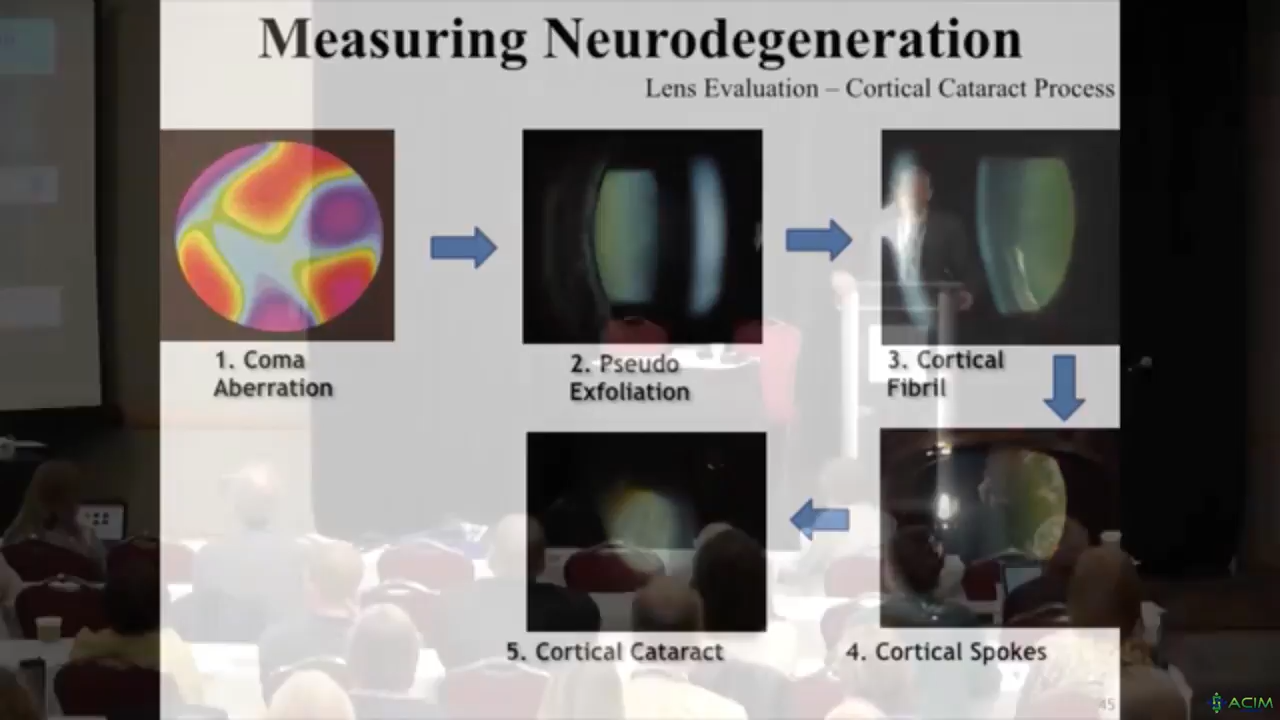 Measuring Neurodegeneration
Lens Evaluation – Cortical Cataract Process
1. Coma
Aberration
2. Pseudo
Exfoliation
3. Cortical
Fibril
5. Cortical Cataract
4. Cortical Spokes
45
ACIM